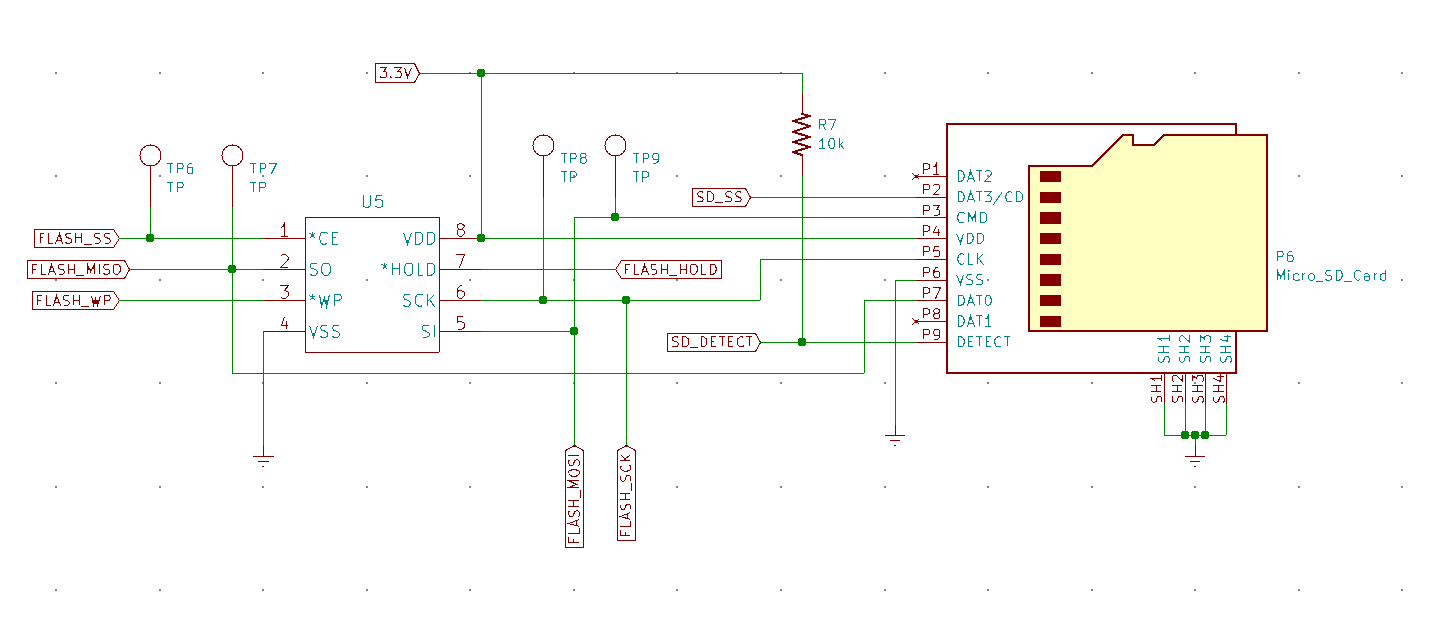 3.3V
R7
10k
TP6
TP
TP7
TP
TP8
TP
TP9
TP
U5
FLASH_SS
FLASH_MISO
FLASH_WP
1
2
3
4
*CE
SO
*WP
VSS
VDD
*HOLD
SCK
SI
8
7
6
5
FLASH_HOLD
SD_SS
SD_DETECT
FLASH_MOSI
FLASH_SCK
P1
P2
P3
P4
P5
P6
P7
P8
P9
DAT2
DAT3/CD
CMD
VDD
CLK
VSS
DAT0
DAT1
DETECT
P6
Micro_SD_Card
SH1
SH2
SH3
SH4
SH1
SH2
SH3
SH4